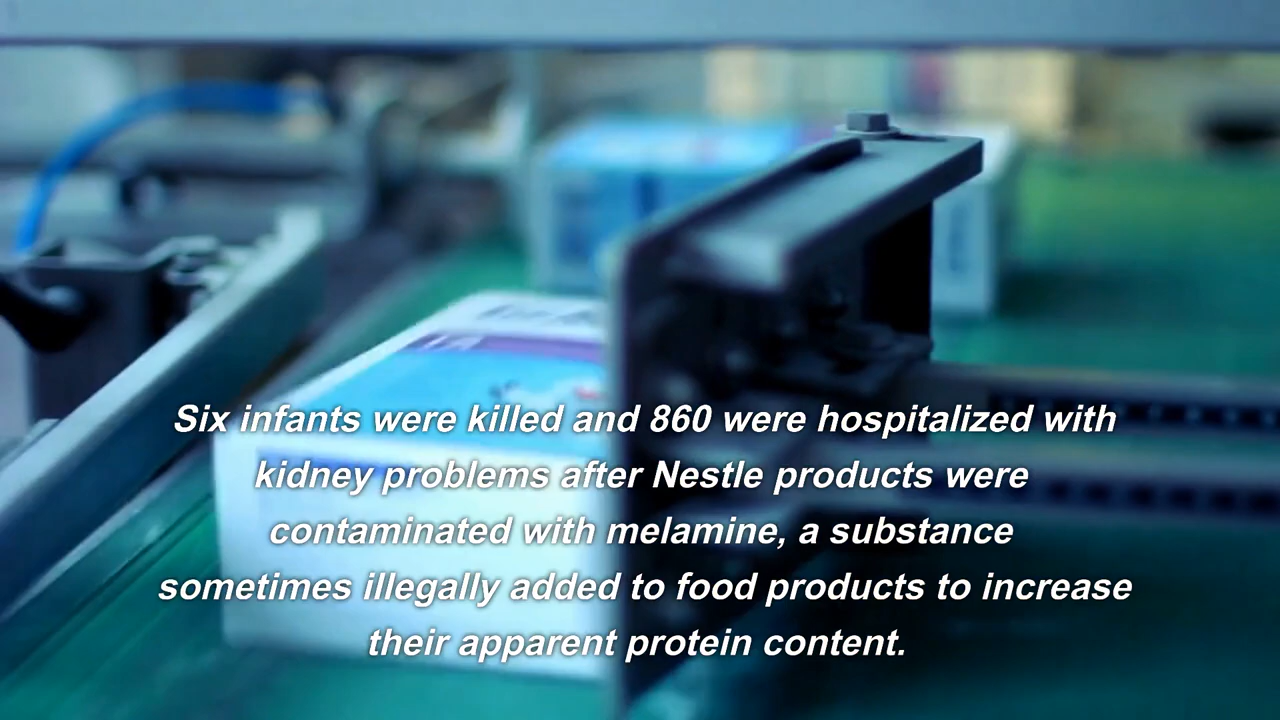 Six infants were killed and 860 were hospitalized with
kidney problems after Nestle products were
contaminated with melamine, a substance
sometimes illegally added to food products to increase
their apparent protein content.